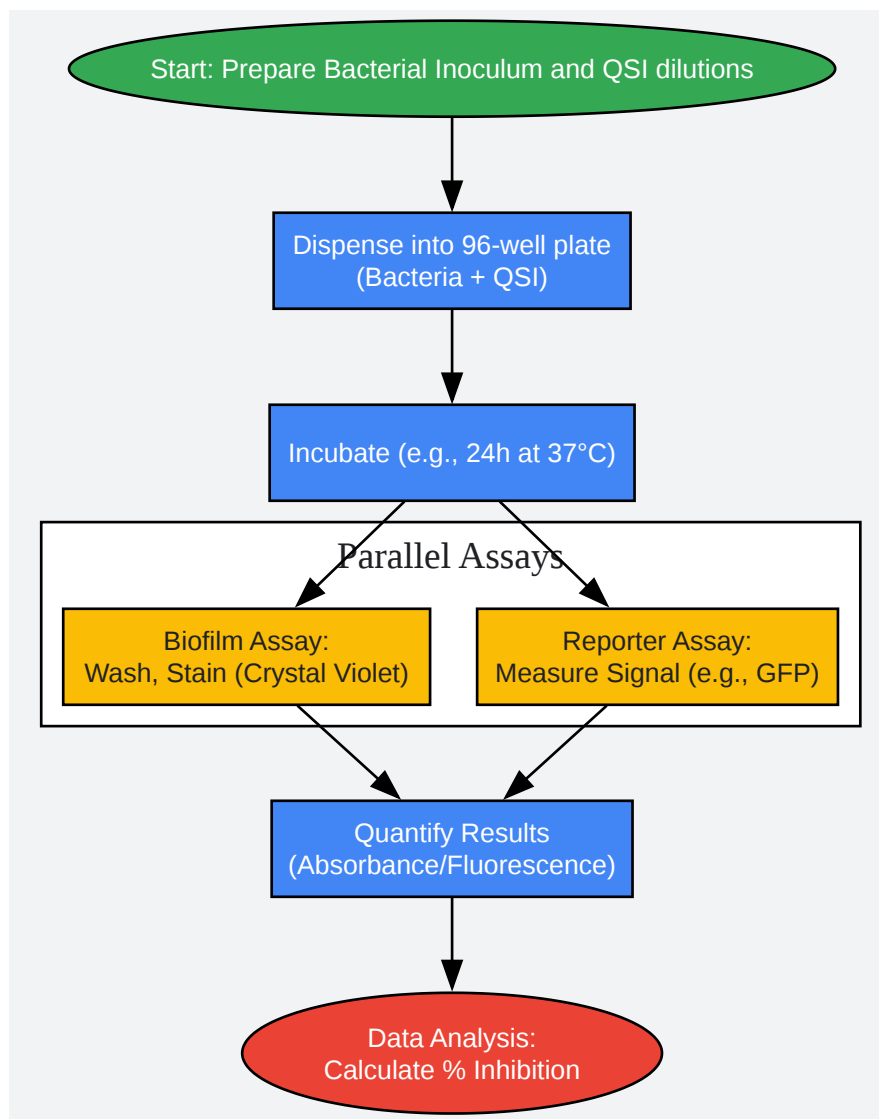 Start: Prepare Bacterial Inoculum and QSI dilutions
Dispense into 96-well plate
(Bacteria + QSI)
Incubate (e.g., 24h at 37°C)
Parallel Assays
Biofilm Assay:
Wash, Stain (Crystal Violet)
Reporter Assay:
Measure Signal (e.g., GFP)
Quantify Results
(Absorbance/Fluorescence)
Data Analysis:
Calculate % Inhibition